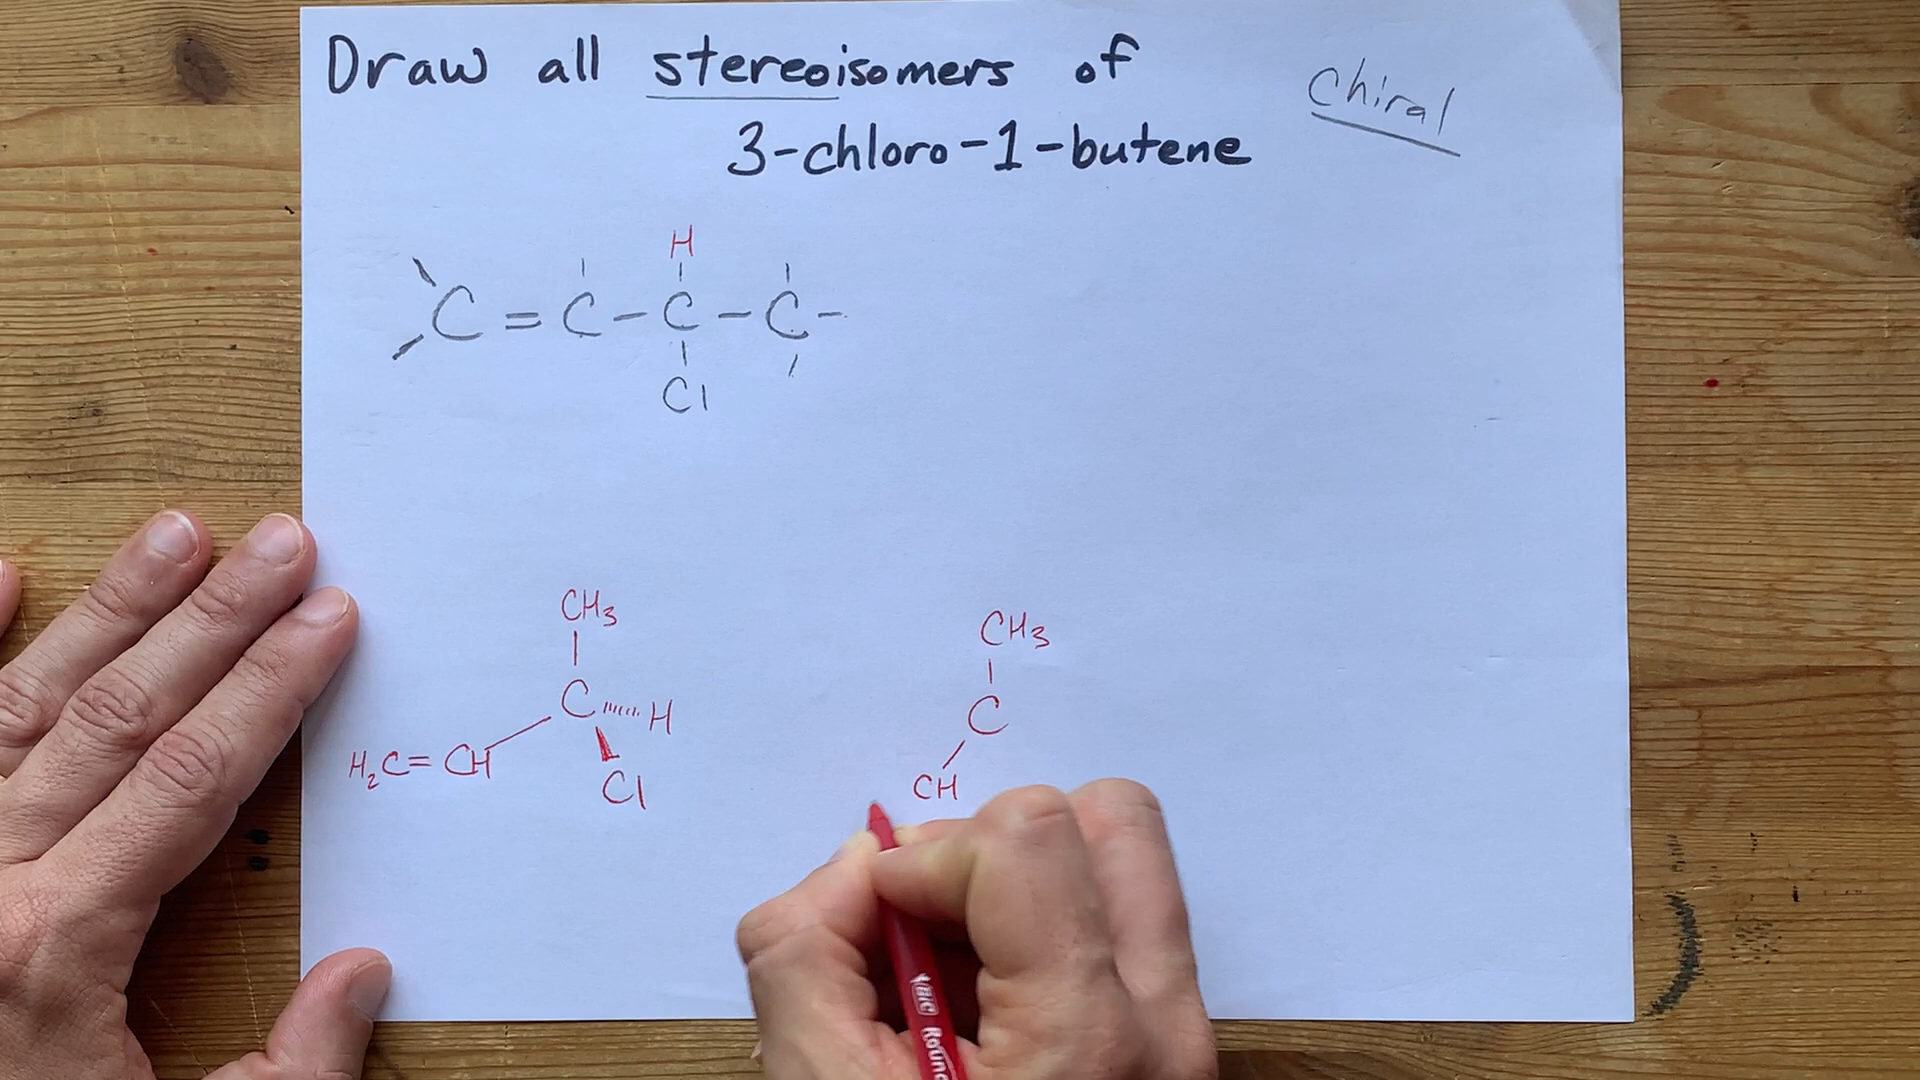 Draw all stereoisomers of
Chiral
3-chloro-1-butene
H
C=C-C-C-
Cl
CH3
C H
H2C=CH
Cl
CH3
C
CH
BIC Round